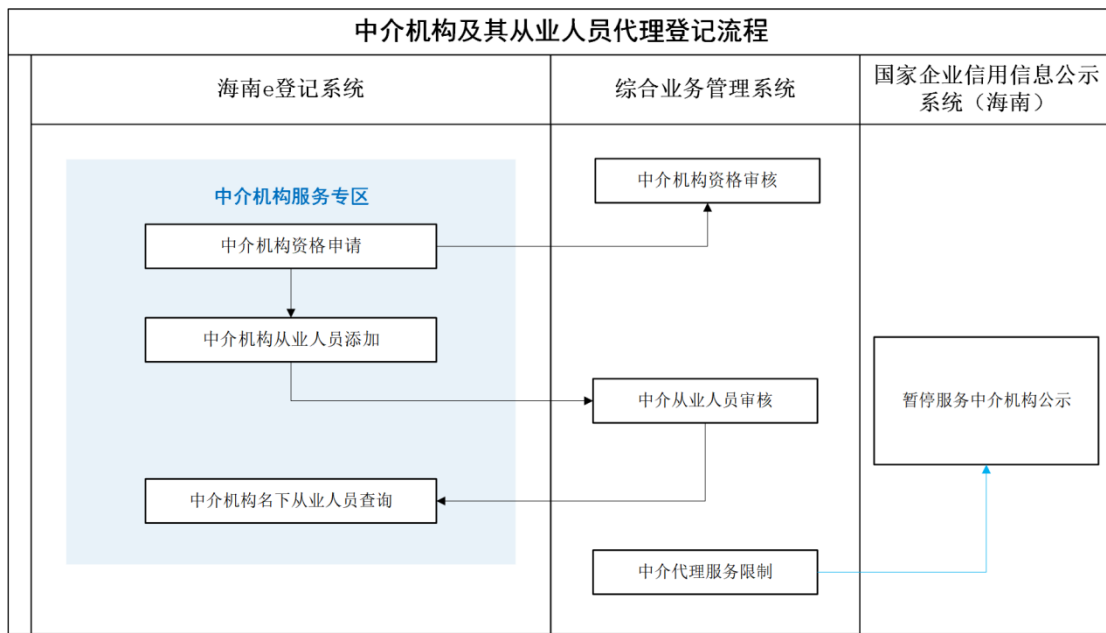 中介机构及其从业人员代理登记流程
海南e登记系统
综合业务管理系统
国家企业信用信息公示
系统（海南）
中介机构服务专区
中介机构资格审核
中介机构资格申请
中介机构从业人员添加
中介从业人员审核
暂停服务中介机构公示
中介机构名下从业人员查询
中介代理服务限制